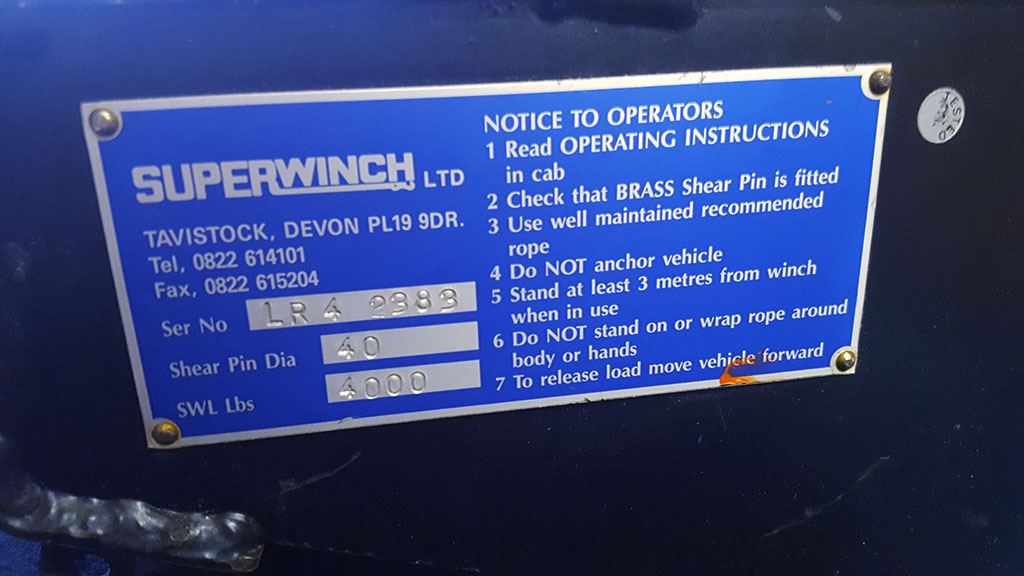 SUPERWINCH LTD
TAVISTOCK, DEVON PL19 9DR.
Tel, 0822 614101
Fax, 0822 615204
Ser No LR4 2383
Shear Pin Dia 40
SWL Lbs 4000
NOTICE TO OPERATORS
1 Read OPERATING INSTRUCTIONS
in cab
2 Check that BRASS Shear Pin is fitted
3 Use well maintained recommended
rope
4 Do NOT anchor vehicle
5 Stand at least 3 metres from winch
when in use
6 Do NOT stand on or wrap rope around
body or hands
7 To release load move vehicle forward
TESTED